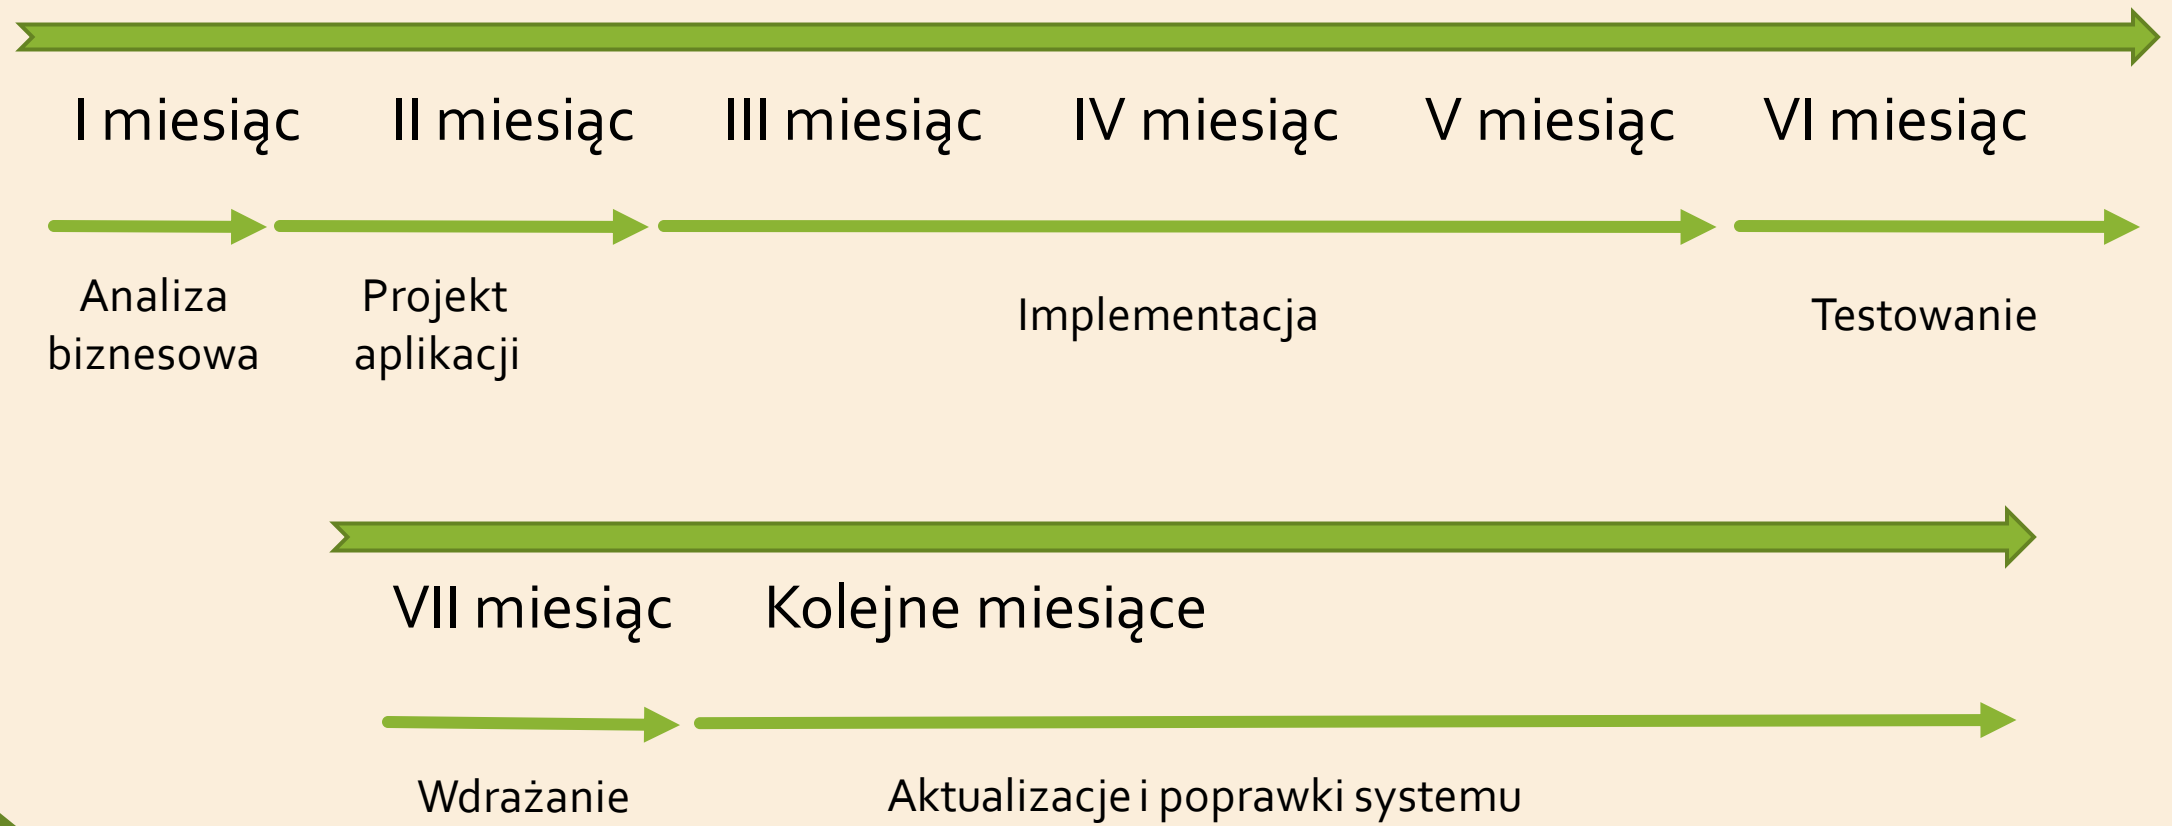 I miesiąc II miesiąc III miesiąc IV miesiąc V miesiąc VI miesiąc
Analiza
biznesowa
Projekt
aplikacji
Implementacja
Testowanie
VII miesiąc Kolejne miesiące
Wdrażanie
Aktualizacje i poprawki systemu